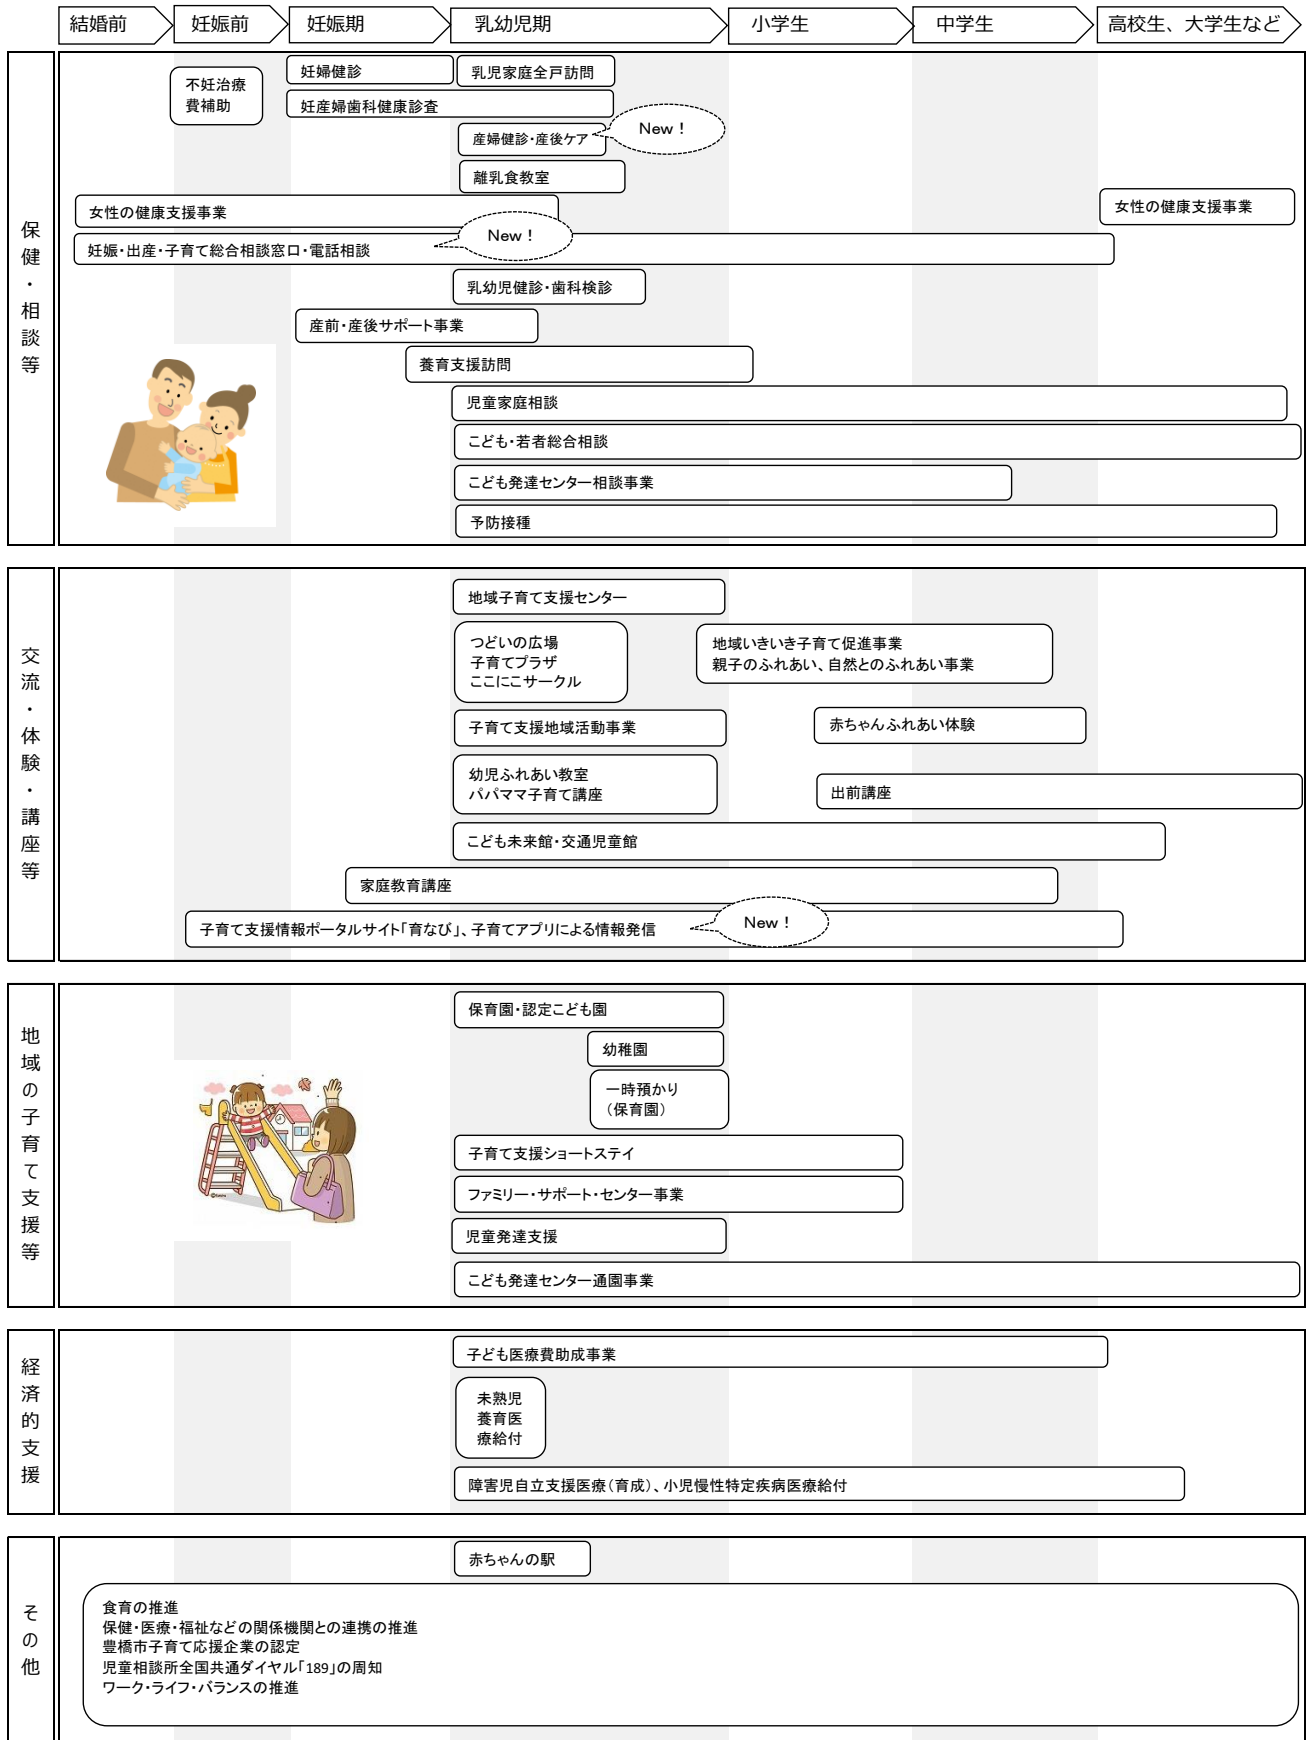 結婚前
妊娠前
妊娠期
乳幼児期
小学生
中学生
高校生、大学生など
保健・相談等
不妊治療
費補助
妊婦健診
乳児家庭全戸訪問
妊産婦歯科健康診査
産婦健診・産後ケア
New！
離乳食教室
女性の健康支援事業
女性の健康支援事業
妊娠・出産・子育て総合相談窓口・電話相談
New！
乳幼児健診・歯科検診
産前・産後サポート事業
養育支援訪問
児童家庭相談
こども・若者総合相談
こども発達センター相談事業
予防接種
交流・体験・講座等
地域子育て支援センター
つどいの広場
子育てプラザ
ここにこサークル
地域いきいき子育て促進事業
親子のふれあい、自然とのふれあい事業
子育て支援地域活動事業
赤ちゃんふれあい体験
幼児ふれあい教室
パパママ子育て講座
出前講座
こども未来館・交通児童館
家庭教育講座
子育て支援情報ポータルサイト「育なび」、子育てアプリによる情報発信
New！
地域の子育て支援等
保育園・認定こども園
幼稚園
一時預かり
（保育園）
子育て支援ショートステイ
ファミリー・サポート・センター事業
児童発達支援
こども発達センター通園事業
経済的支援
子ども医療費助成事業
未熟児
養育医
療給付
障害児自立支援医療（育成）、小児慢性特定疾病医療給付
その他
赤ちゃんの駅
食育の推進
保健・医療・福祉などの関係機関との連携の推進
豊橋市子育て応援企業の認定
児童相談所全国共通ダイヤル「189」の周知
ワーク・ライフ・バランスの推進